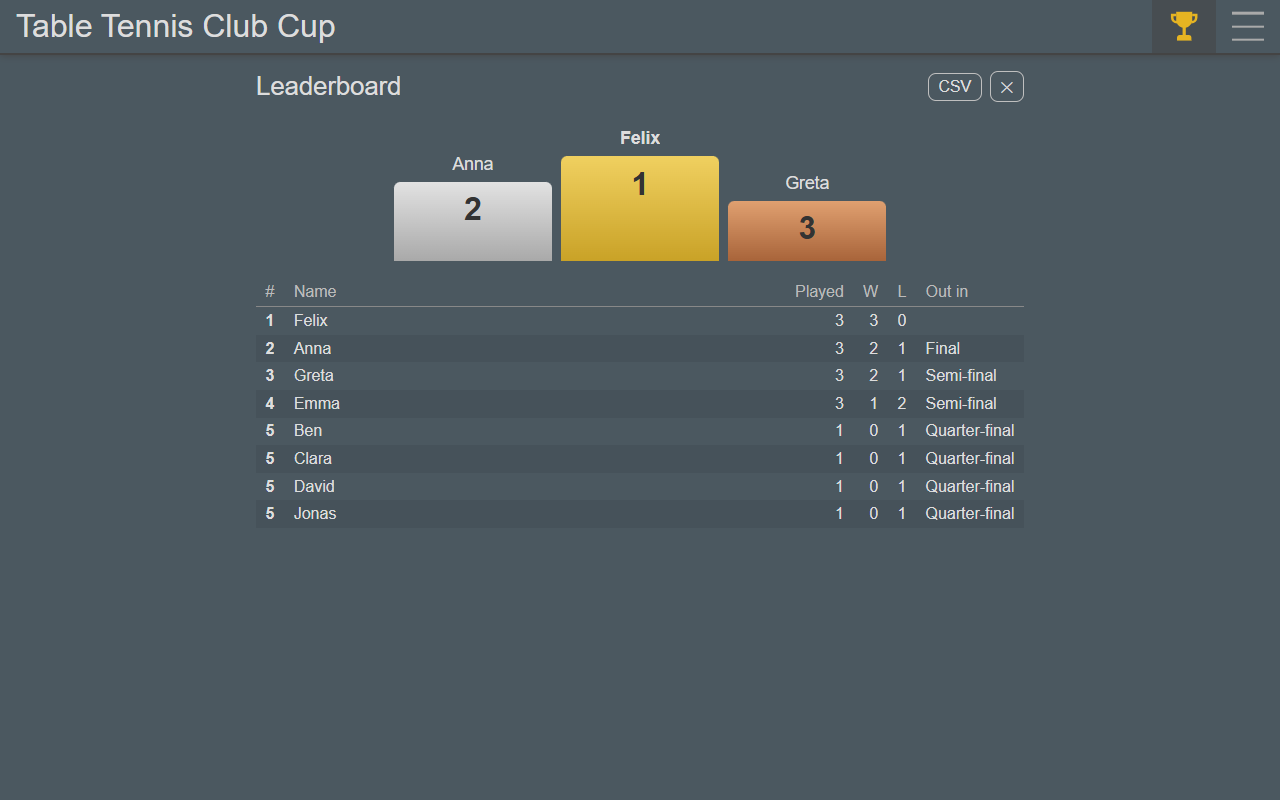 Table Tennis Club Cup
Leaderboard CSV
Felix
Anna
1
Greta
2
3
# Name Played W L Out in
1 Felix 3 3 0
2 Anna 3 2 1 Final
3 Greta 3 2 1 Semi-final
4 Emma 3 1 2 Semi-final
5 Ben 1 0 1 Quarter-final
5 Clara 1 0 1 Quarter-final
5 David 1 0 1 Quarter-final
5 Jonas 1 0 1 Quarter-final